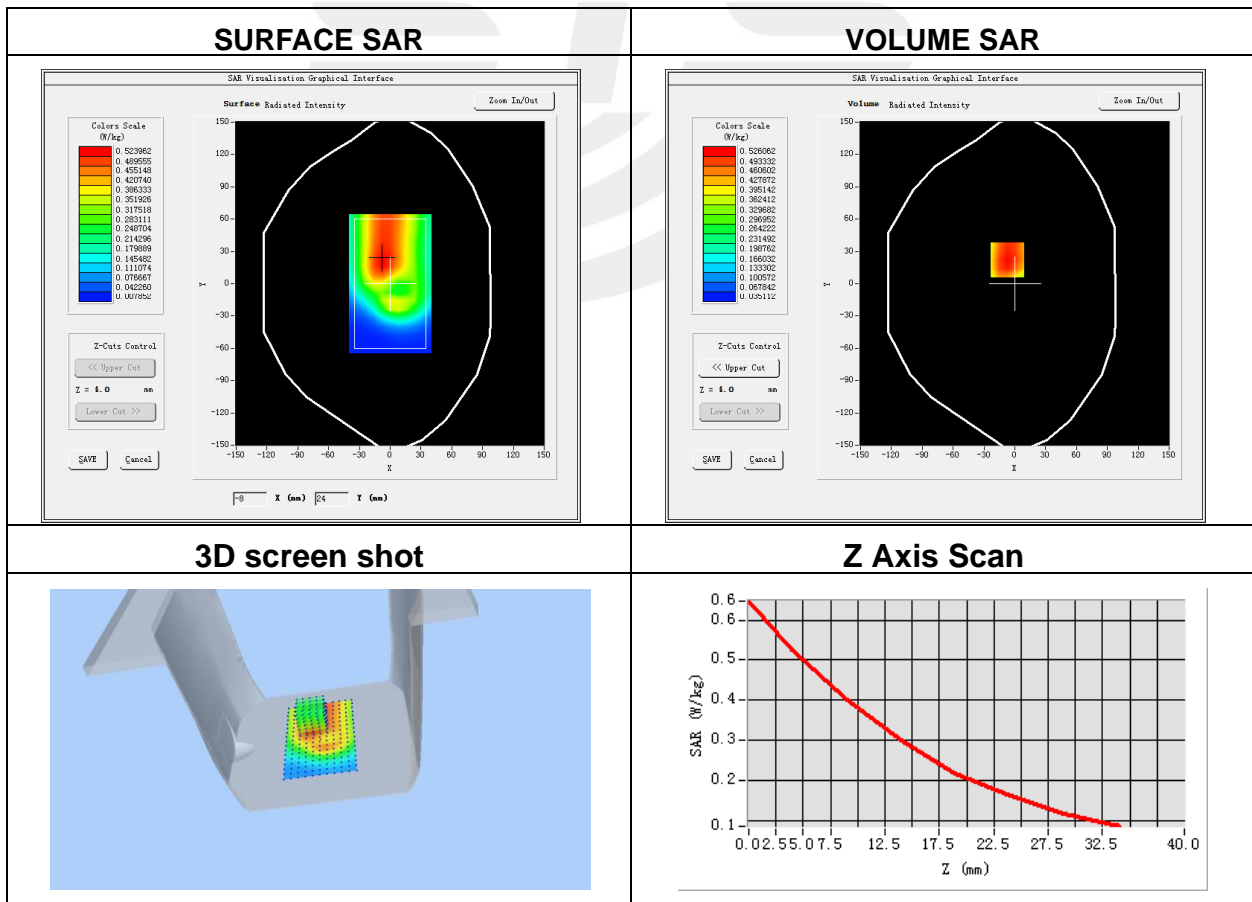 SURFACE SAR
SAR Visualisation Graphical Interface
Surface Radiated Intensity
Zoom In/Out
Colors Scale
(W/kg)
0.523962
0.489555
0.455148
0.420740
0.386333
0.351926
0.317518
0.283111
0.248704
0.214296
0.179889
0.145482
0.111074
0.076667
0.042260
0.007852
Z-Cuts Control
<< Upper Cut
Z = 4.0 mm
Lower Cut >>
SAVE Cancel
150
120
90
60
30
Y 0
-30
-60
-90
-120
-150
-150 -120 -90 -60 -30 0 30 60 90 120 150
X
-8 X (mm) 24 Y (mm)
VOLUME SAR
SAR Visualisation Graphical Interface
Volume Radiated Intensity
Zoom In/Out
Colors Scale
(W/kg)
0.526062
0.493332
0.460602
0.427872
0.395142
0.362412
0.329682
0.296952
0.264222
0.231492
0.198762
0.166032
0.133302
0.100572
0.067842
0.035112
Z-Cuts Control
<< Upper Cut
Z = 4.0 mm
Lower Cut >>
SAVE Cancel
150
120
90
60
30
Y 0
-30
-60
-90
-120
-150
-150 -120 -90 -60 -30 0 30 60 90 120 150
X
3D screen shot
Z Axis Scan
0.6
0.6
0.5
0.4
0.3
0.2
0.1
SAR (W/kg)
0.0 2.5 5.0 7.5 12.5 17.5 22.5 27.5 32.5 40.0
Z (mm)